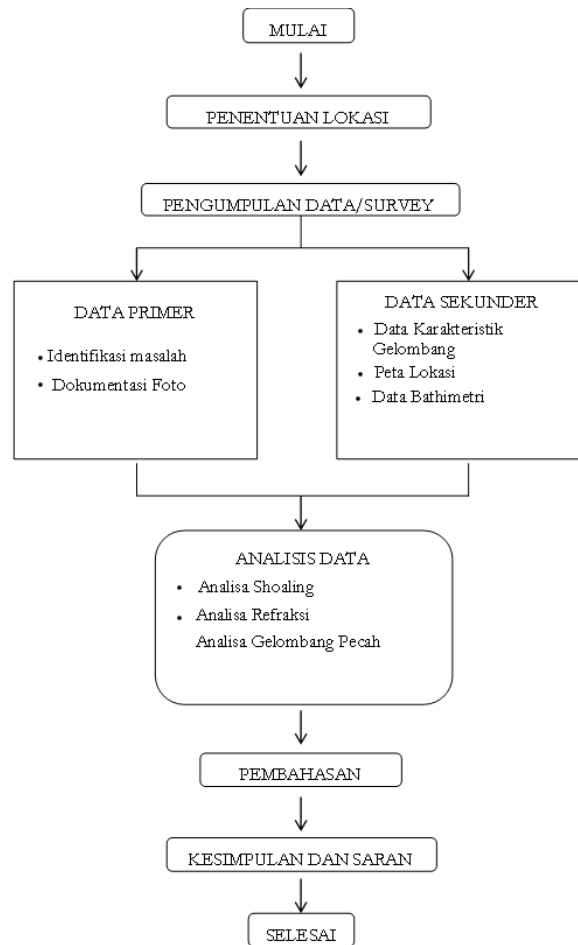 MULAI
PENENTUAN LOKASI
PENGUMPULAN DATA/SURVEY
DATA PRIMER
• Identifikasi masalah
• Dokumentasi Foto
DATA SEKUNDER
• Data Karakteristik
Gelombang
• Peta Lokasi
• Data Bathimetri
ANALISIS DATA
• Analisa Shoaling
• Analisa Refraksi
Analisa Gelombang Pecah
PEMBAHASAN
KESIMPULAN DAN SARAN
SELESAI